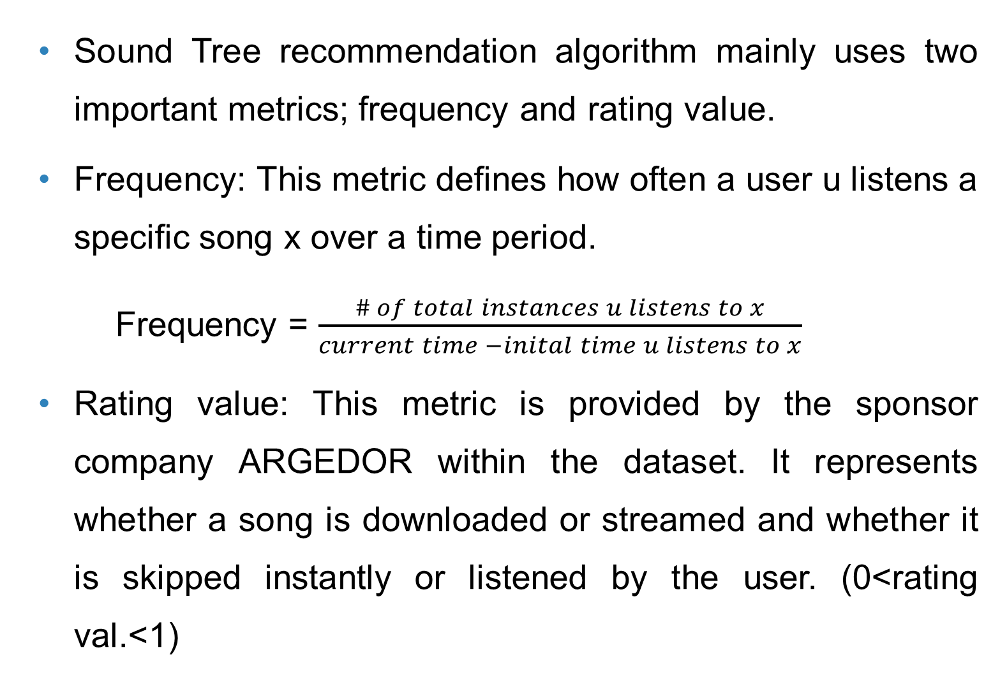 • Sound Tree recommendation algorithm mainly uses two
important metrics; frequency and rating value.
• Frequency: This metric defines how often a user u listens a
specific song x over a time period.
Frequency = # of total instances u listens to x
current time −inital time u listens to x
• Rating value: This metric is provided by the sponsor
company ARGEDOR within the dataset. It represents
whether a song is downloaded or streamed and whether it
is skipped instantly or listened by the user. (0<rating
val.<1)